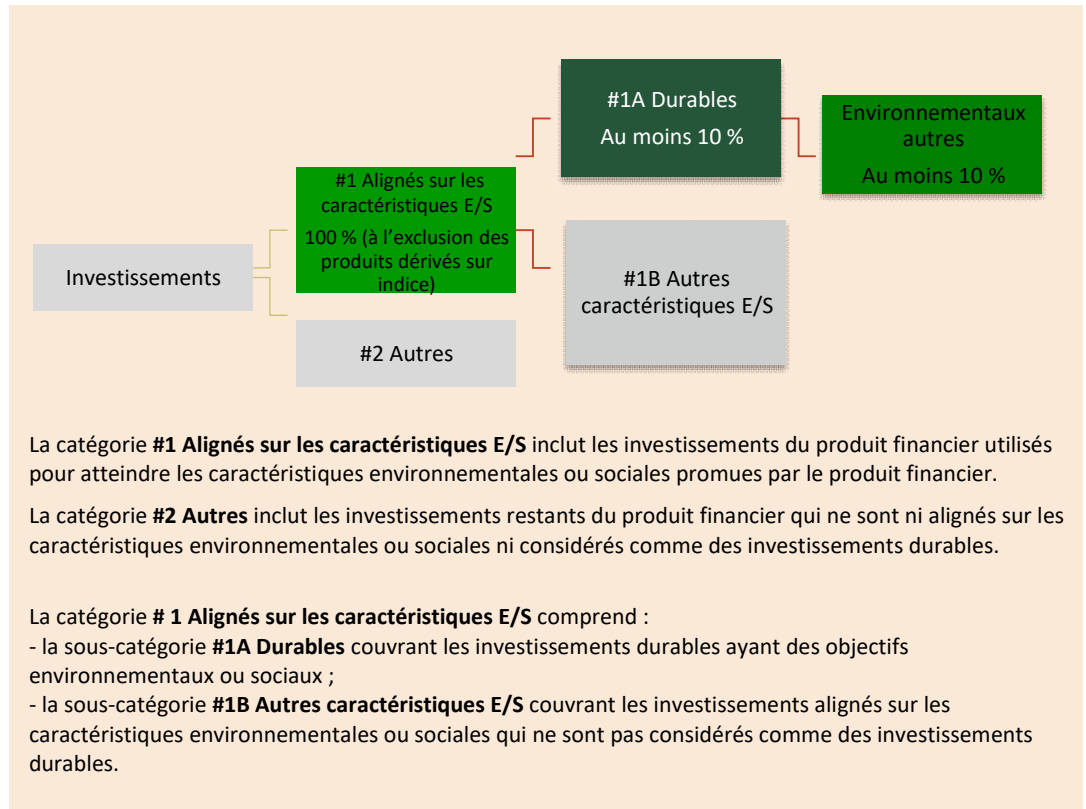 #1A Durables
Au moins 10 %
Environnementaux
autres
Au moins 10 %
#1 Alignés sur les
caractéristiques E/S
100 % (à l’exclusion des
produits dérivés sur
indice)
Investissements
#1B Autres
caractéristiques E/S
#2 Autres
La catégorie #1 Alignés sur les caractéristiques E/S inclut les investissements du produit financier utilisés
pour atteindre les caractéristiques environnementales ou sociales promues par le produit financier.
La catégorie #2 Autres inclut les investissements restants du produit financier qui ne sont ni alignés sur les
caractéristiques environnementales ou sociales ni considérés comme des investissements durables.
La catégorie # 1 Alignés sur les caractéristiques E/S comprend :
- la sous-catégorie #1A Durables couvrant les investissements durables ayant des objectifs
environnementaux ou sociaux ;
- la sous-catégorie #1B Autres caractéristiques E/S couvrant les investissements alignés sur les
caractéristiques environnementales ou sociales qui ne sont pas considérés comme des investissements
durables.